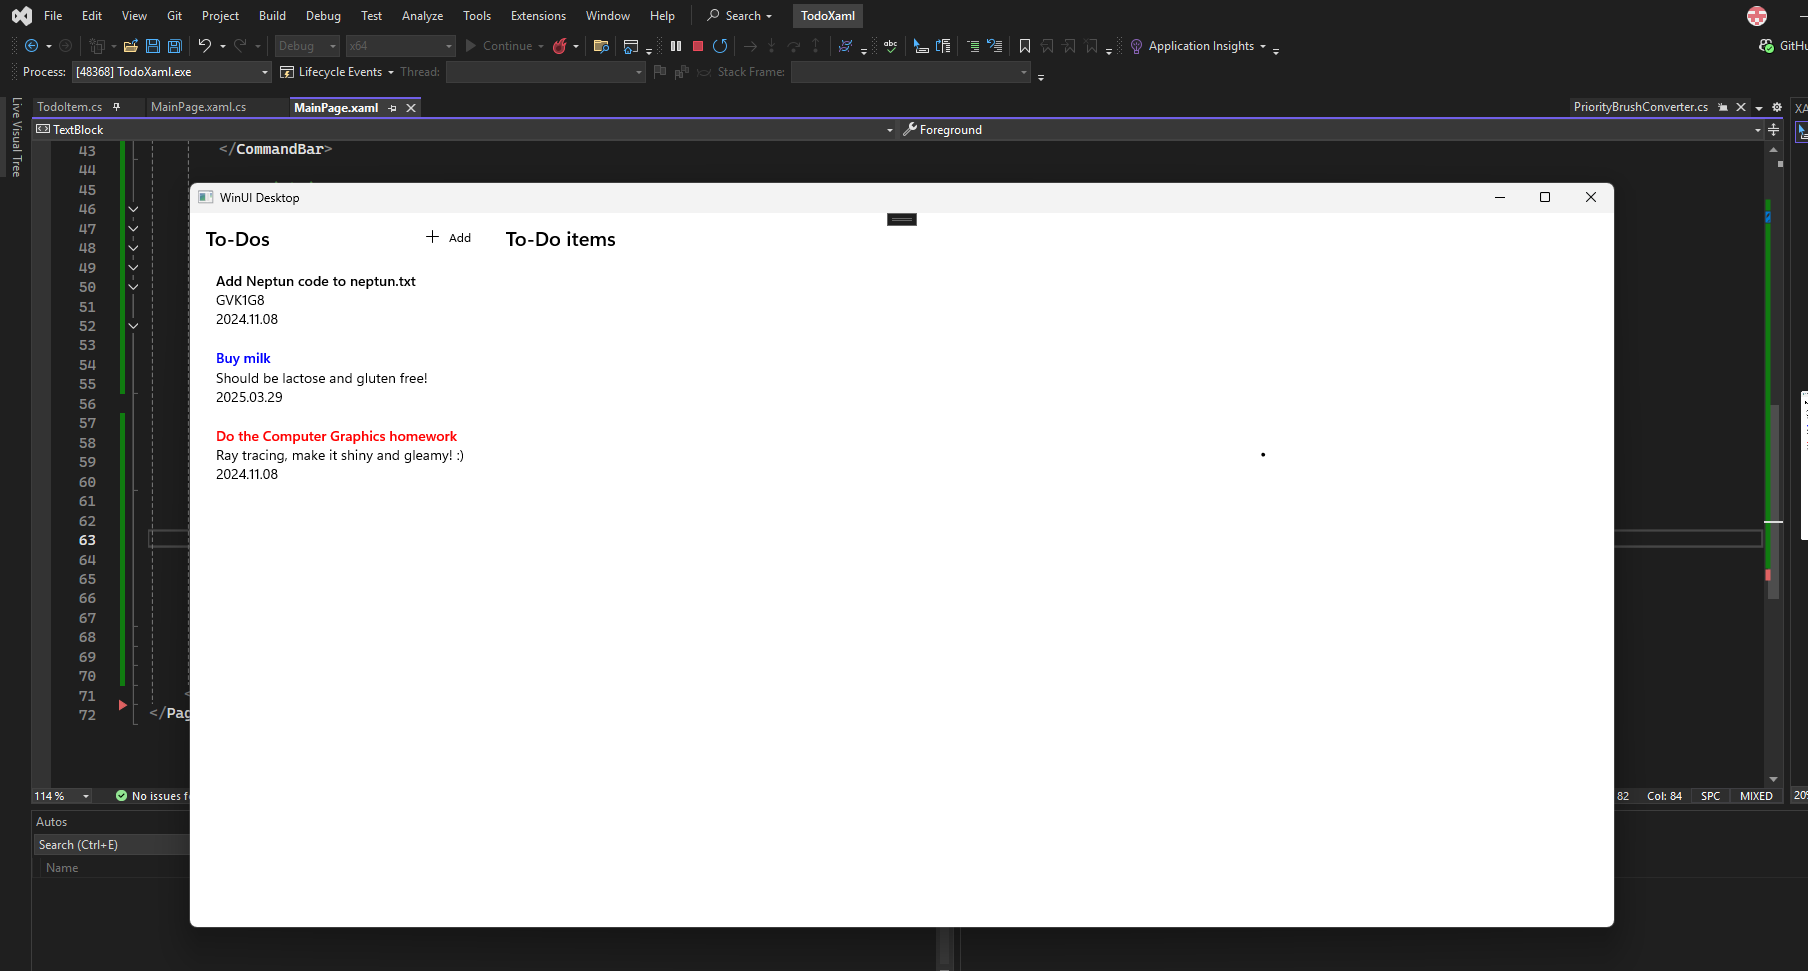 File Edit View Git Project Build Debug Test Analyze Tools Extensions Window Help Search TodoXaml
Debug x64 Continue Application Insights
Process: [48368] TodoXaml.exe Lifecycle Events Thread: Stack Frame:
Live Visual Tree
TodoItem.cs MainPage.xaml.cs MainPage.xaml PriorityBrushConverter.cs XA
TextBlock Foreground
43 </CommandBar>
44
45
46
47
48
49
50
51
52
53
54
55
56
57
58
59
60
61
62
63
64
65
66
67
68
69
70
71 <
72 </Pag
WinUI Desktop
To-Dos Add To-Do items
Add Neptun code to neptun.txt
GVK1G8
2024.11.08
Buy milk
Should be lactose and gluten free!
2025.03.29
Do the Computer Graphics homework
Ray tracing, make it shiny and gleamy! :)
2024.11.08
114 % No issues f 82 Col: 84 SPC MIXED 20%
Autos
Search (Ctrl+E)
Name